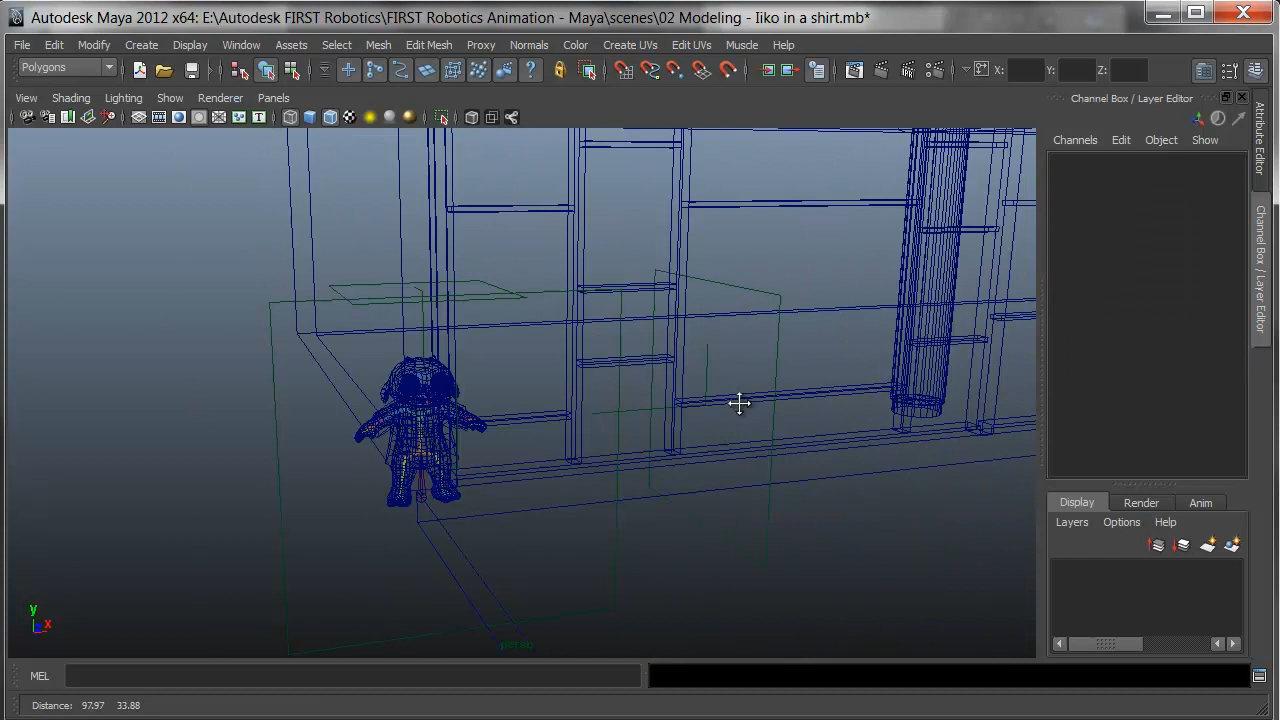 Autodesk Maya 2012 x64: E:\Autodesk FIRST Robotics\FIRST Robotics Animation - Maya\scenes\02 Modeling - Iiko in a shirt.mb*
File Edit Modify Create Display Window Assets Select Mesh Edit Mesh Proxy Normals Color Create UVs Edit UVs Muscle Help
Polygons X: Y: Z:
View Shading Lighting Show Renderer Panels
Channel Box / Layer Editor
Channels Edit Object Show
Attribute Editor
Channel Box / Layer Editor
Display Render Anim
Layers Options Help
y
x
persp
MEL
Distance: 97.97 33.88